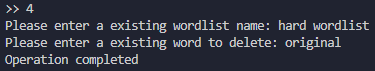 >> 4
Please enter a existing wordlist name: hard wordlist
Please enter a existing word to delete: original
Operation completed